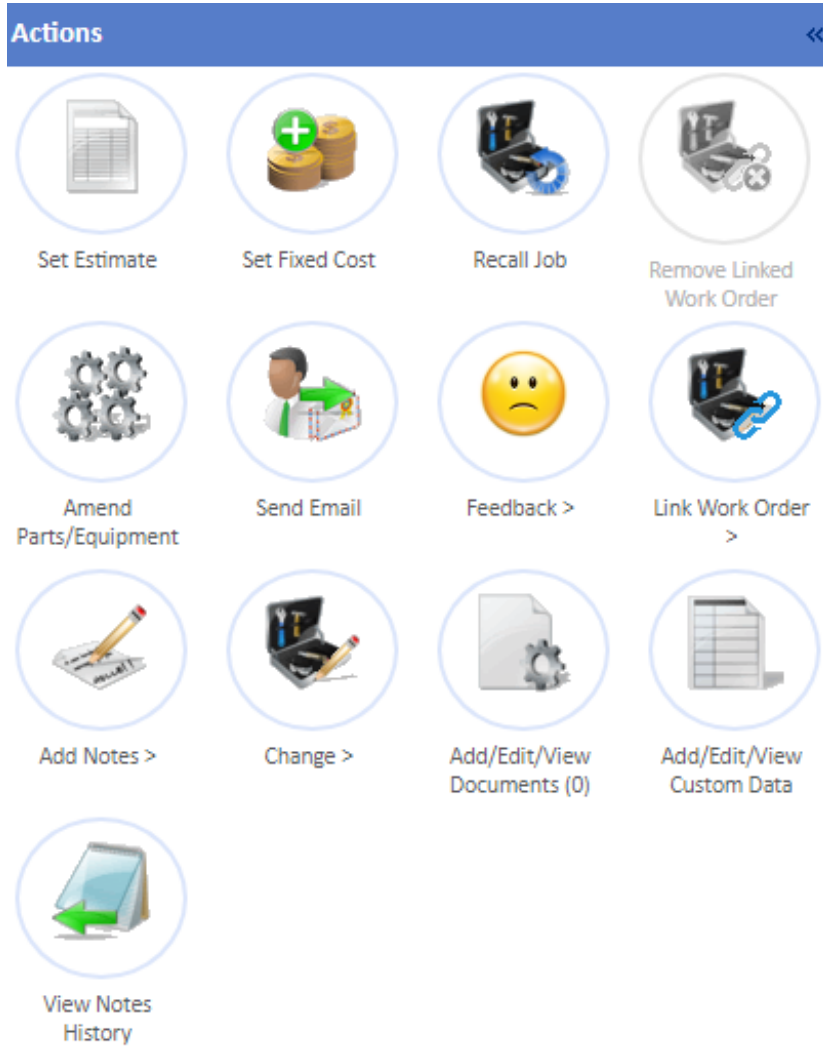 Actions
«
Set Estimate
Set Fixed Cost
Recall Job
Remove Linked
Work Order
Amend
Parts/Equipment
Send Email
Feedback >
Link Work Order
>
Add Notes >
Change >
Add/Edit/View
Documents (0)
Add/Edit/View
Custom Data
View Notes
History